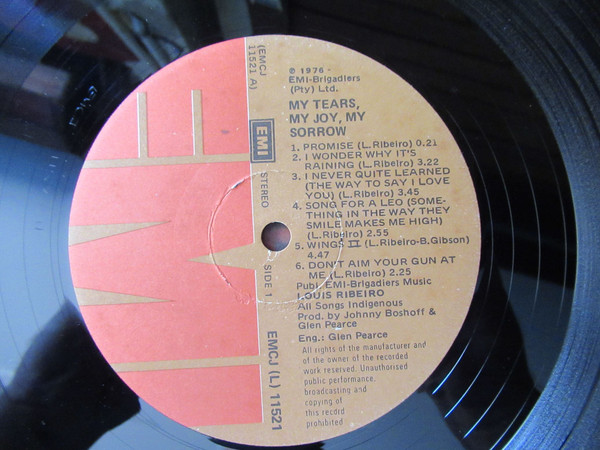 (EMCJ
11521 A)
EMI
STEREO
SIDE 1
EMCJ (L) 11521
℗ 1976 -
EMI-Brigadiers
(Pty) Ltd.
MY TEARS,
MY JOY, MY
SORROW
1. PROMISE (L.Ribeiro) 0.21
2. I WONDER WHY IT'S
RAINING (L.Ribeiro) 3.22
3. I NEVER QUITE LEARNED
(THE WAY TO SAY I LOVE
YOU) (L.Ribeiro) 3.45
4. SONG FOR A LEO (SOME-
THING IN THE WAY THEY
SMILE MAKES ME HIGH)
(L.Ribeiro) 2.55
5. WINGS II (L.Ribeiro-B.Gibson)
4.47
6. DON'T AIM YOUR GUN AT
ME (L.Ribeiro) 2.25
Publ. EMI-Brigadiers Music
LOUIS RIBEIRO
All Songs Indigenous
Prod. by Johnny Boshoff &
Glen Pearce
Eng.: Glen Pearce
All rights of the manufacturer and
of the owner of the recorded
work reserved. Unauthorised
public performance,
broadcasting and
copying of
this record
prohibited